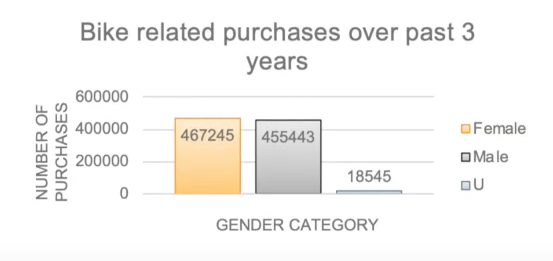 Bike related purchases over past 3
years
NUMBER OF
PURCHASES
600000
400000
200000
0
467245
455443
18545
Female
Male
U
GENDER CATEGORY